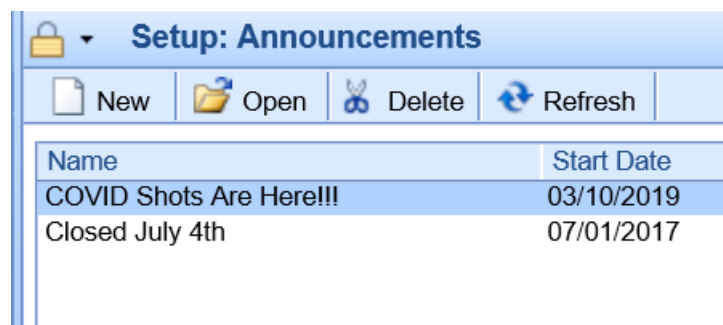 Setup: Announcements
New Open Delete Refresh
Name Start Date
COVID Shots Are Here!!! 03/10/2019
Closed July 4th 07/01/2017